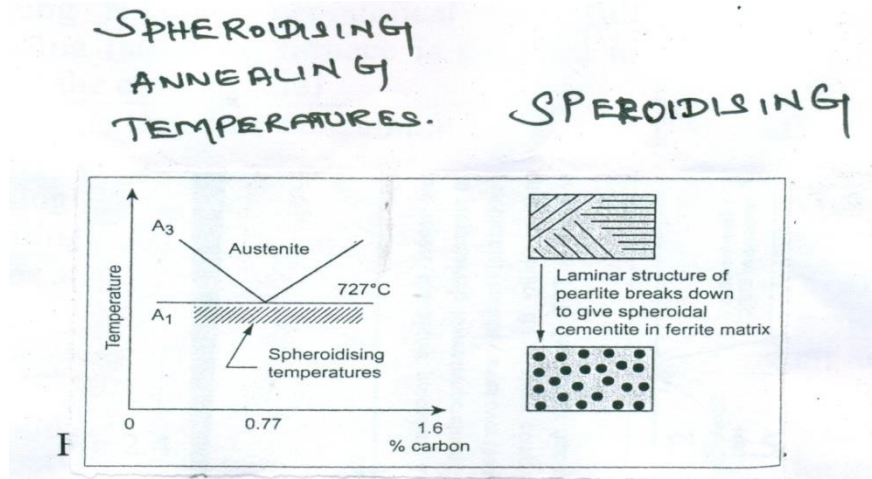 SPHEROIDISING
ANNEALING
TEMPERATURES.
SPEROIDISING
A3
Austenite
727°C
A1
Temperature
Spheroidising
temperatures
0
0.77
1.6
% carbon
Laminar structure of
pearlite breaks down
to give spheroidal
cementite in ferrite matrix
F